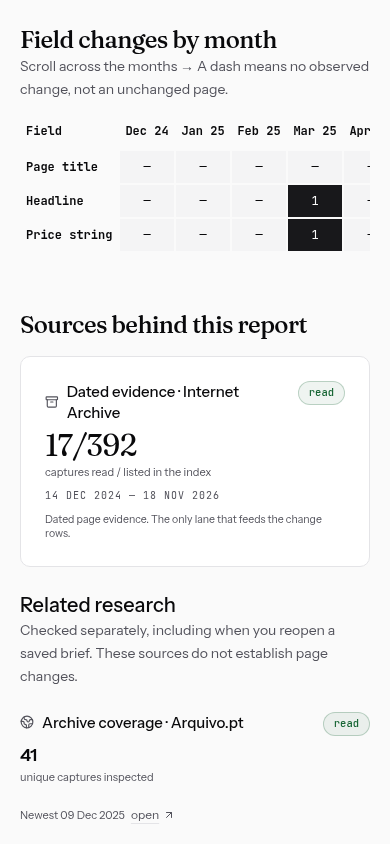 Field changes by month
Scroll across the months → A dash means no observed
change, not an unchanged page.
Field Dec 24 Jan 25 Feb 25 Mar 25 Apr
Page title — — — — —
Headline — — — 1 —
Price string — — — 1 —
Sources behind this report
Dated evidence · Internet
Archive
read
17/392
captures read / listed in the index
14 DEC 2024 — 18 NOV 2026
Dated page evidence. The only lane that feeds the change
rows.
Related research
Checked separately, including when you reopen a
saved brief. These sources do not establish page
changes.
Archive coverage · Arquivo.pt read
41
unique captures inspected
Newest 09 Dec 2025 open ↗